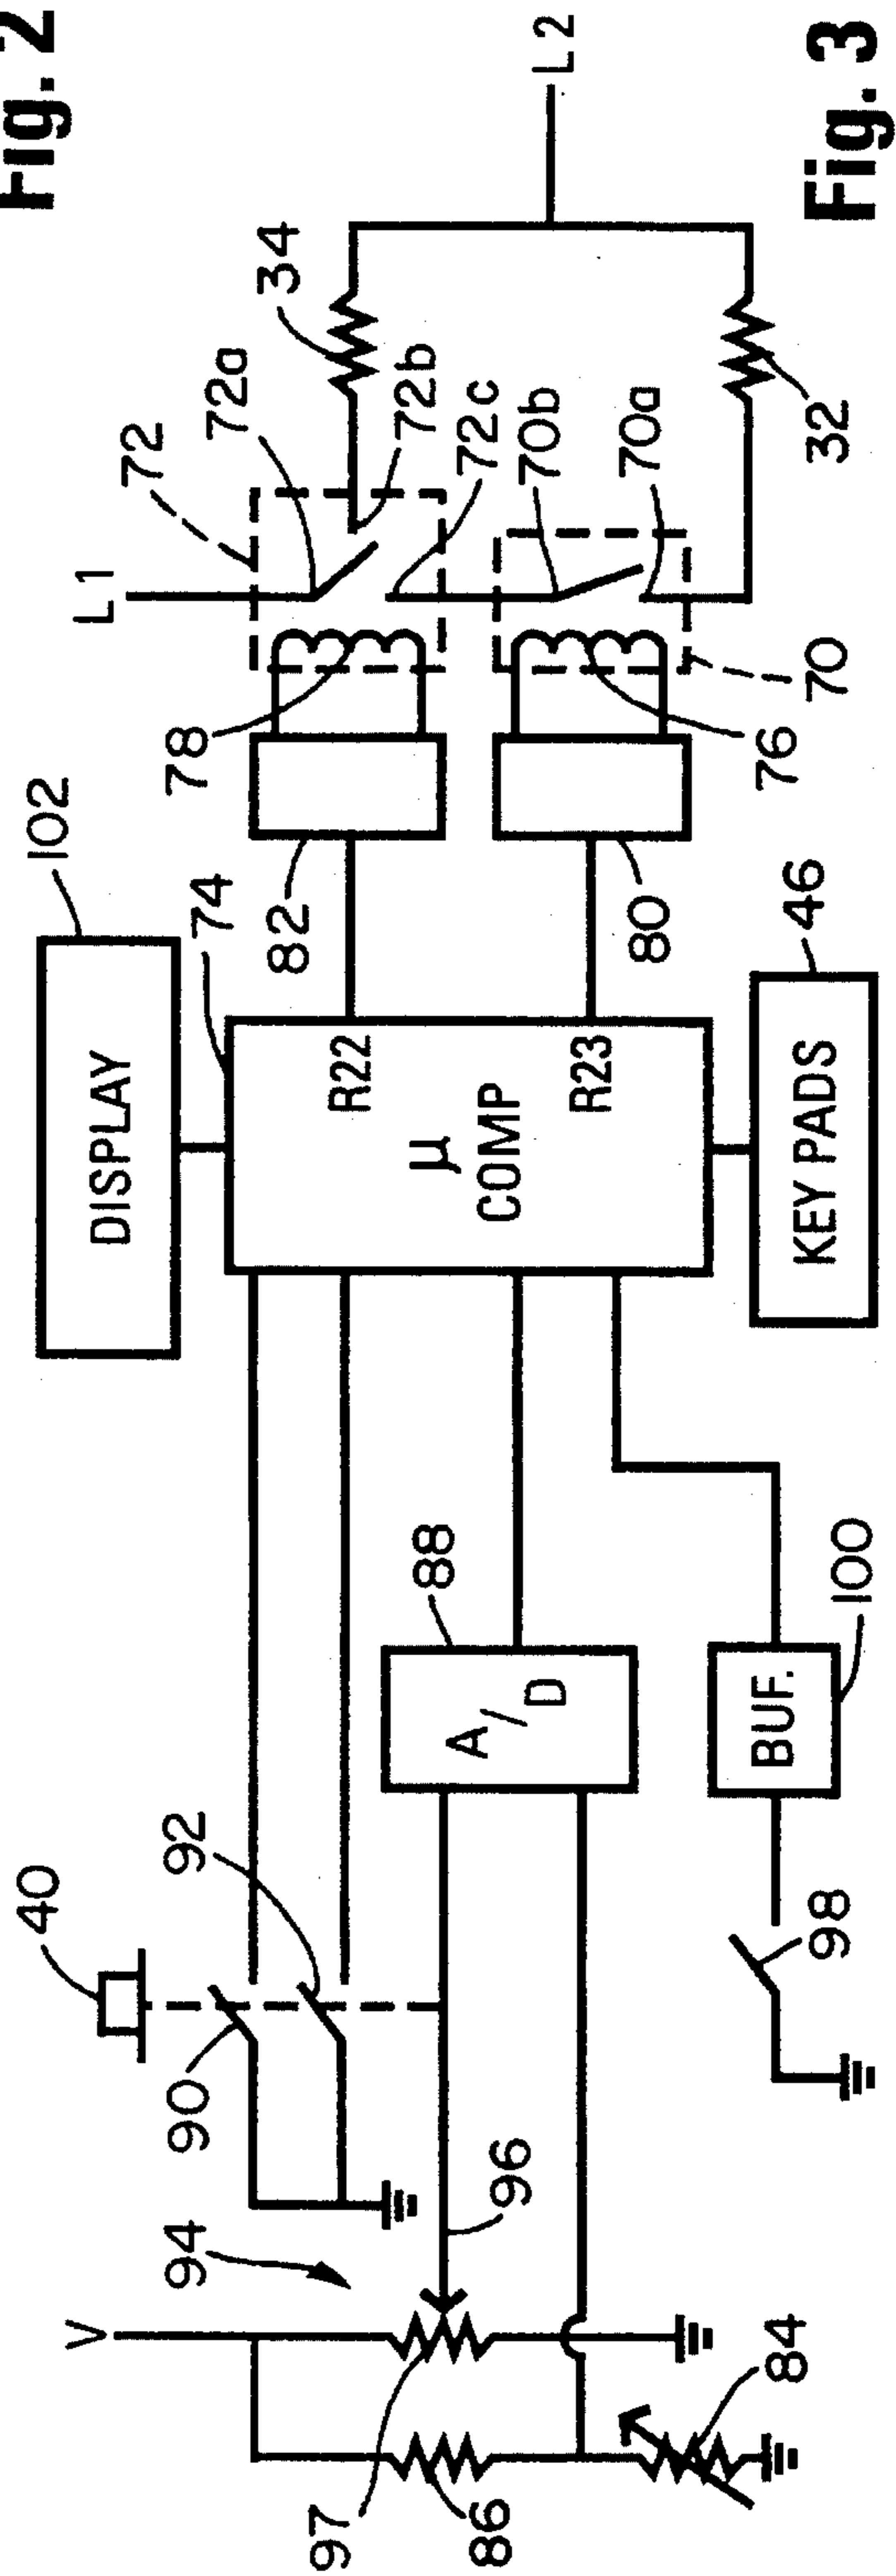 Fig. 2
Fig. 3
L2
34
72a
72
72b
72c
70b
70a
32
L1
78
76
70
102
74
82
80
46
DISPLAY
R22
μ
COMP
R23
KEY PADS
88
A/D
100
BUF.
40
92
90
98
94
96
V
97
86
84